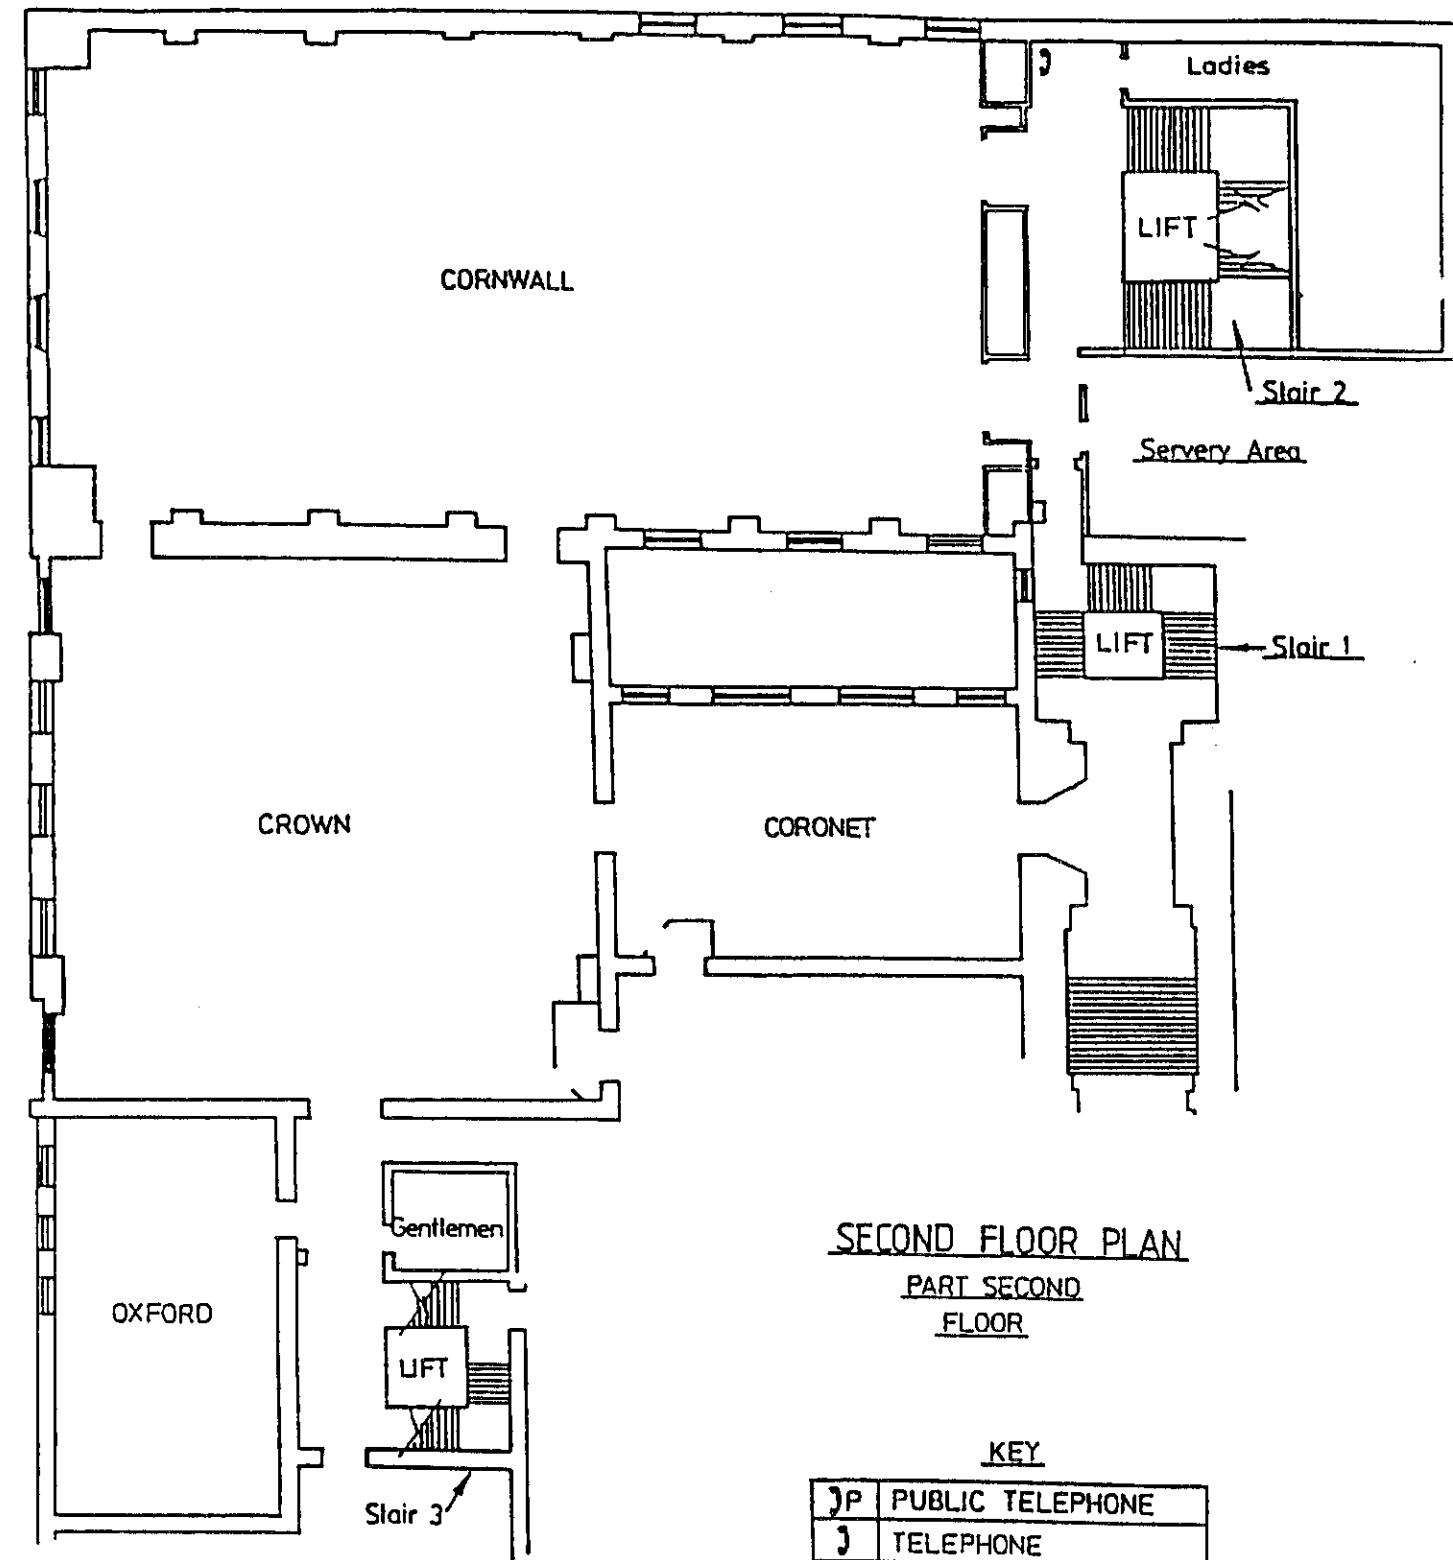 Ladies
LIFT
CORNWALL
Stair 2
Servery Area
LIFT
Stair 1
CROWN
CORONET
Gentlemen
SECOND FLOOR PLAN
PART SECOND
FLOOR
OXFORD
LIFT
KEY
P PUBLIC TELEPHONE
Stair 3
TELEPHONE